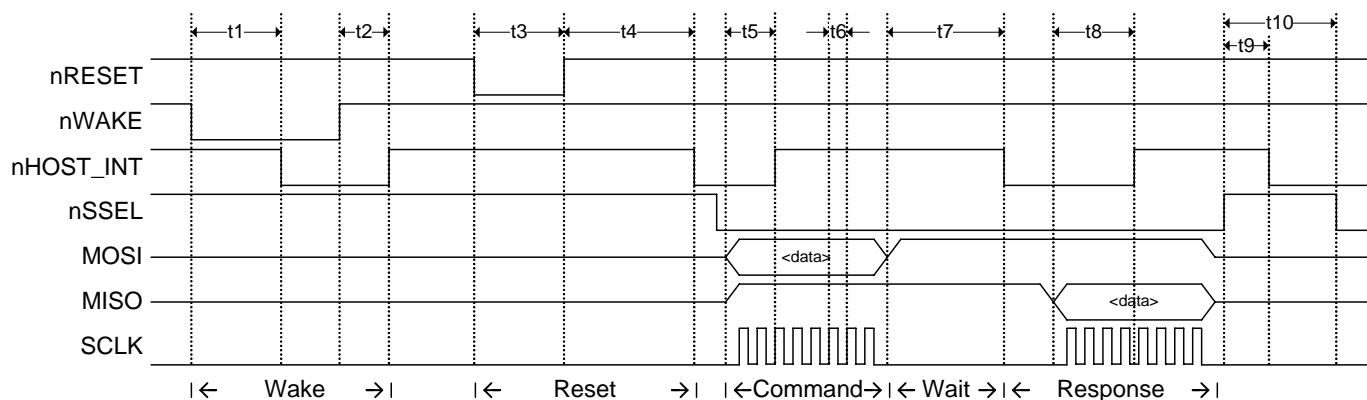 t1 t2 t3 t4 t5 t6 t7 t8 t10
t9
nRESET
nWAKE
nHOST_INT
nSSEL
MOSI <data>
MISO <data>
SCLK
|← Wake →| |← Reset →| |←Command→|← Wait →|← Response →|